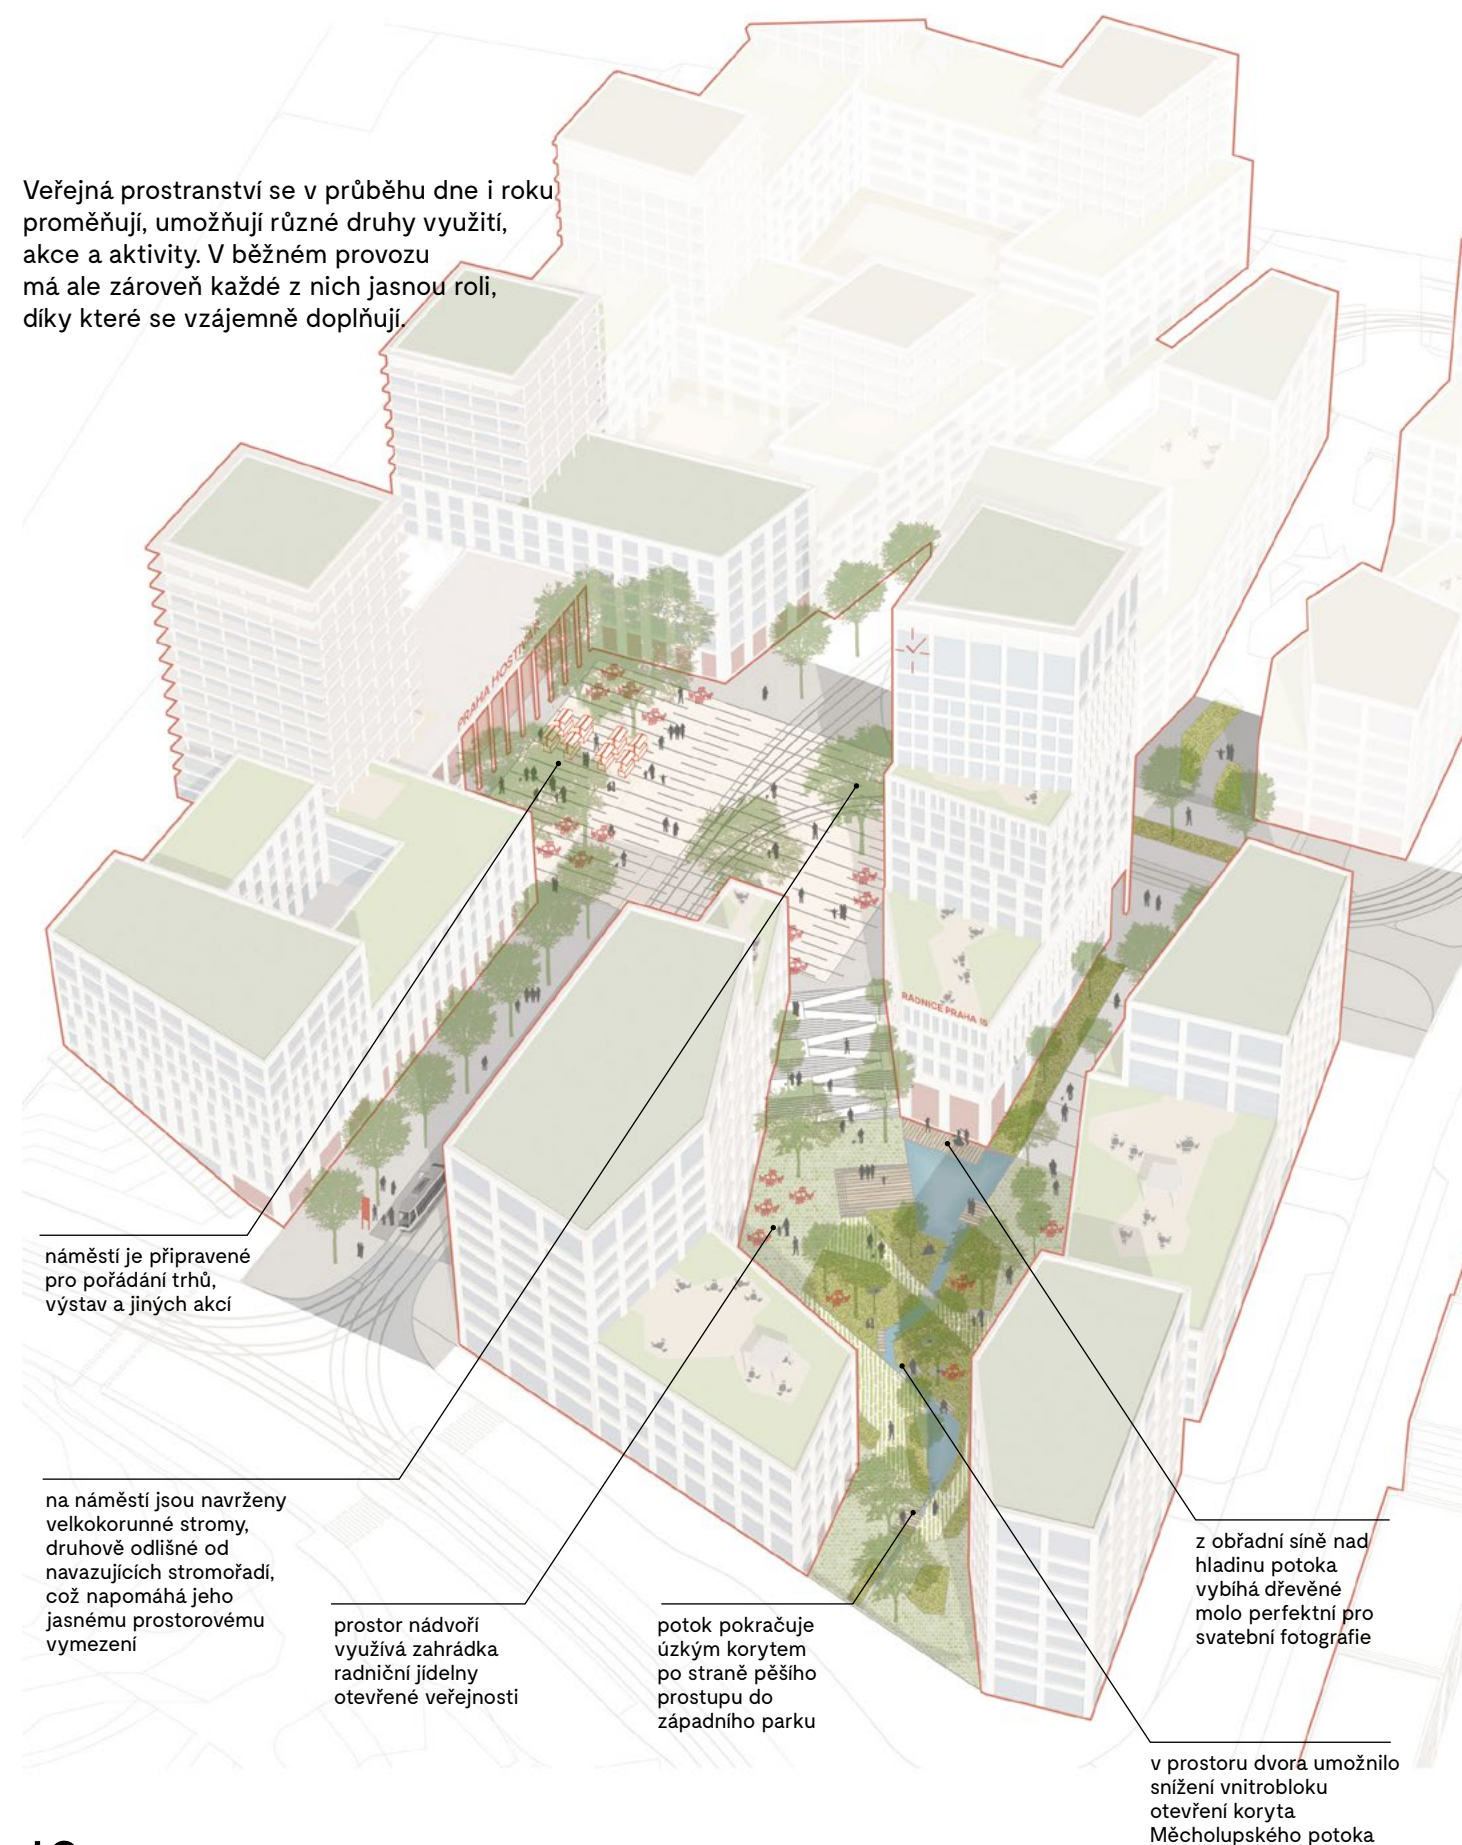 Veřejná prostranství se v průběhu dne i roku
proměňují, umožňují různé druhy využití,
akce a aktivity. V běžném provozu
má ale zároveň každé z nich jasnou roli,
díky které se vzájemně doplňují.
PRAHA
RADNICE PRAHA 15
náměstí je připravené
pro pořádání trhů,
výstav a jiných akcí
na náměstí jsou navrženy
velkokorunné stromy,
druhově odlišné od
navazujících stromořadí,
což napomáhá jeho
jasnému prostorovému
vymezení
prostor nádvoří
využívá zahrádka
radniční jídelny
otevřené veřejnosti
potok pokračuje
úzkým korytem
po straně pěšího
prostupu do
západního parku
z obřadní síně nad
hladinu potoka
vybíhá dřevěné
molo perfektní pro
svatební fotografie
v prostoru dvora umožnilo
snížení vnitrobloku
otevření koryta
Měcholupského potoka